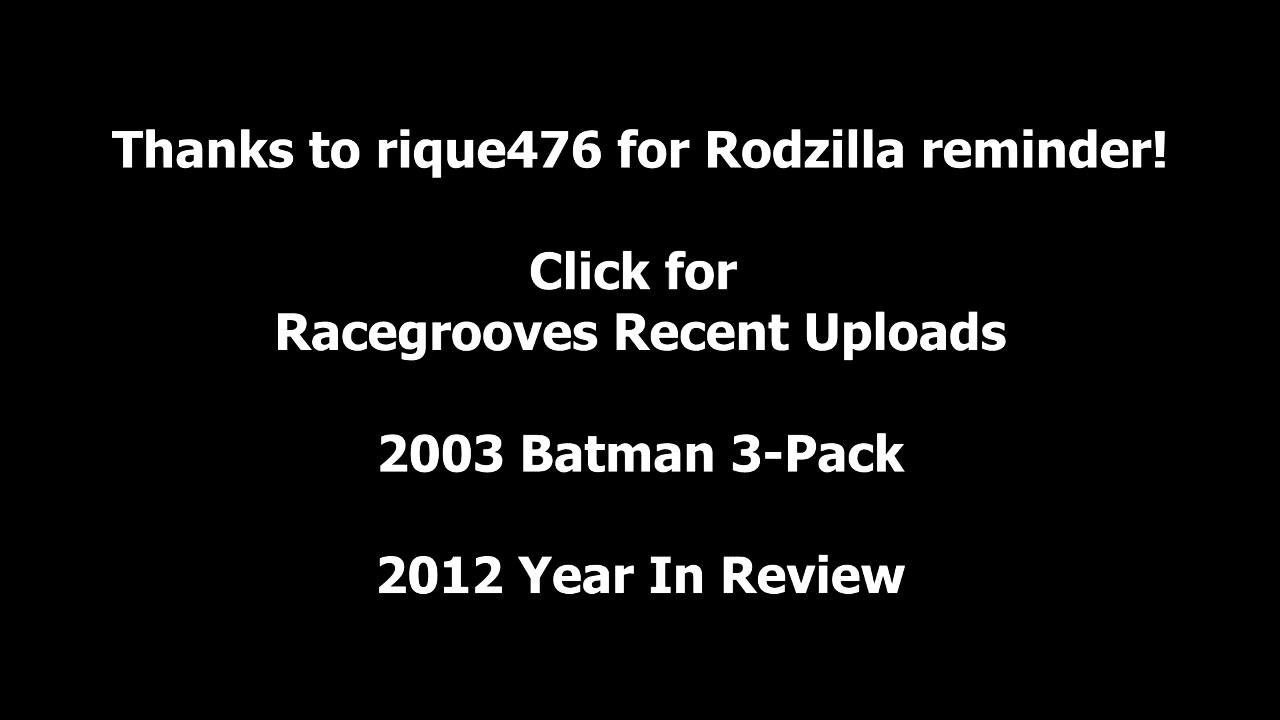 Thanks to rique476 for Rodzilla reminder!
Click for
Racegrooves Recent Uploads
2003 Batman 3-Pack
2012 Year In Review